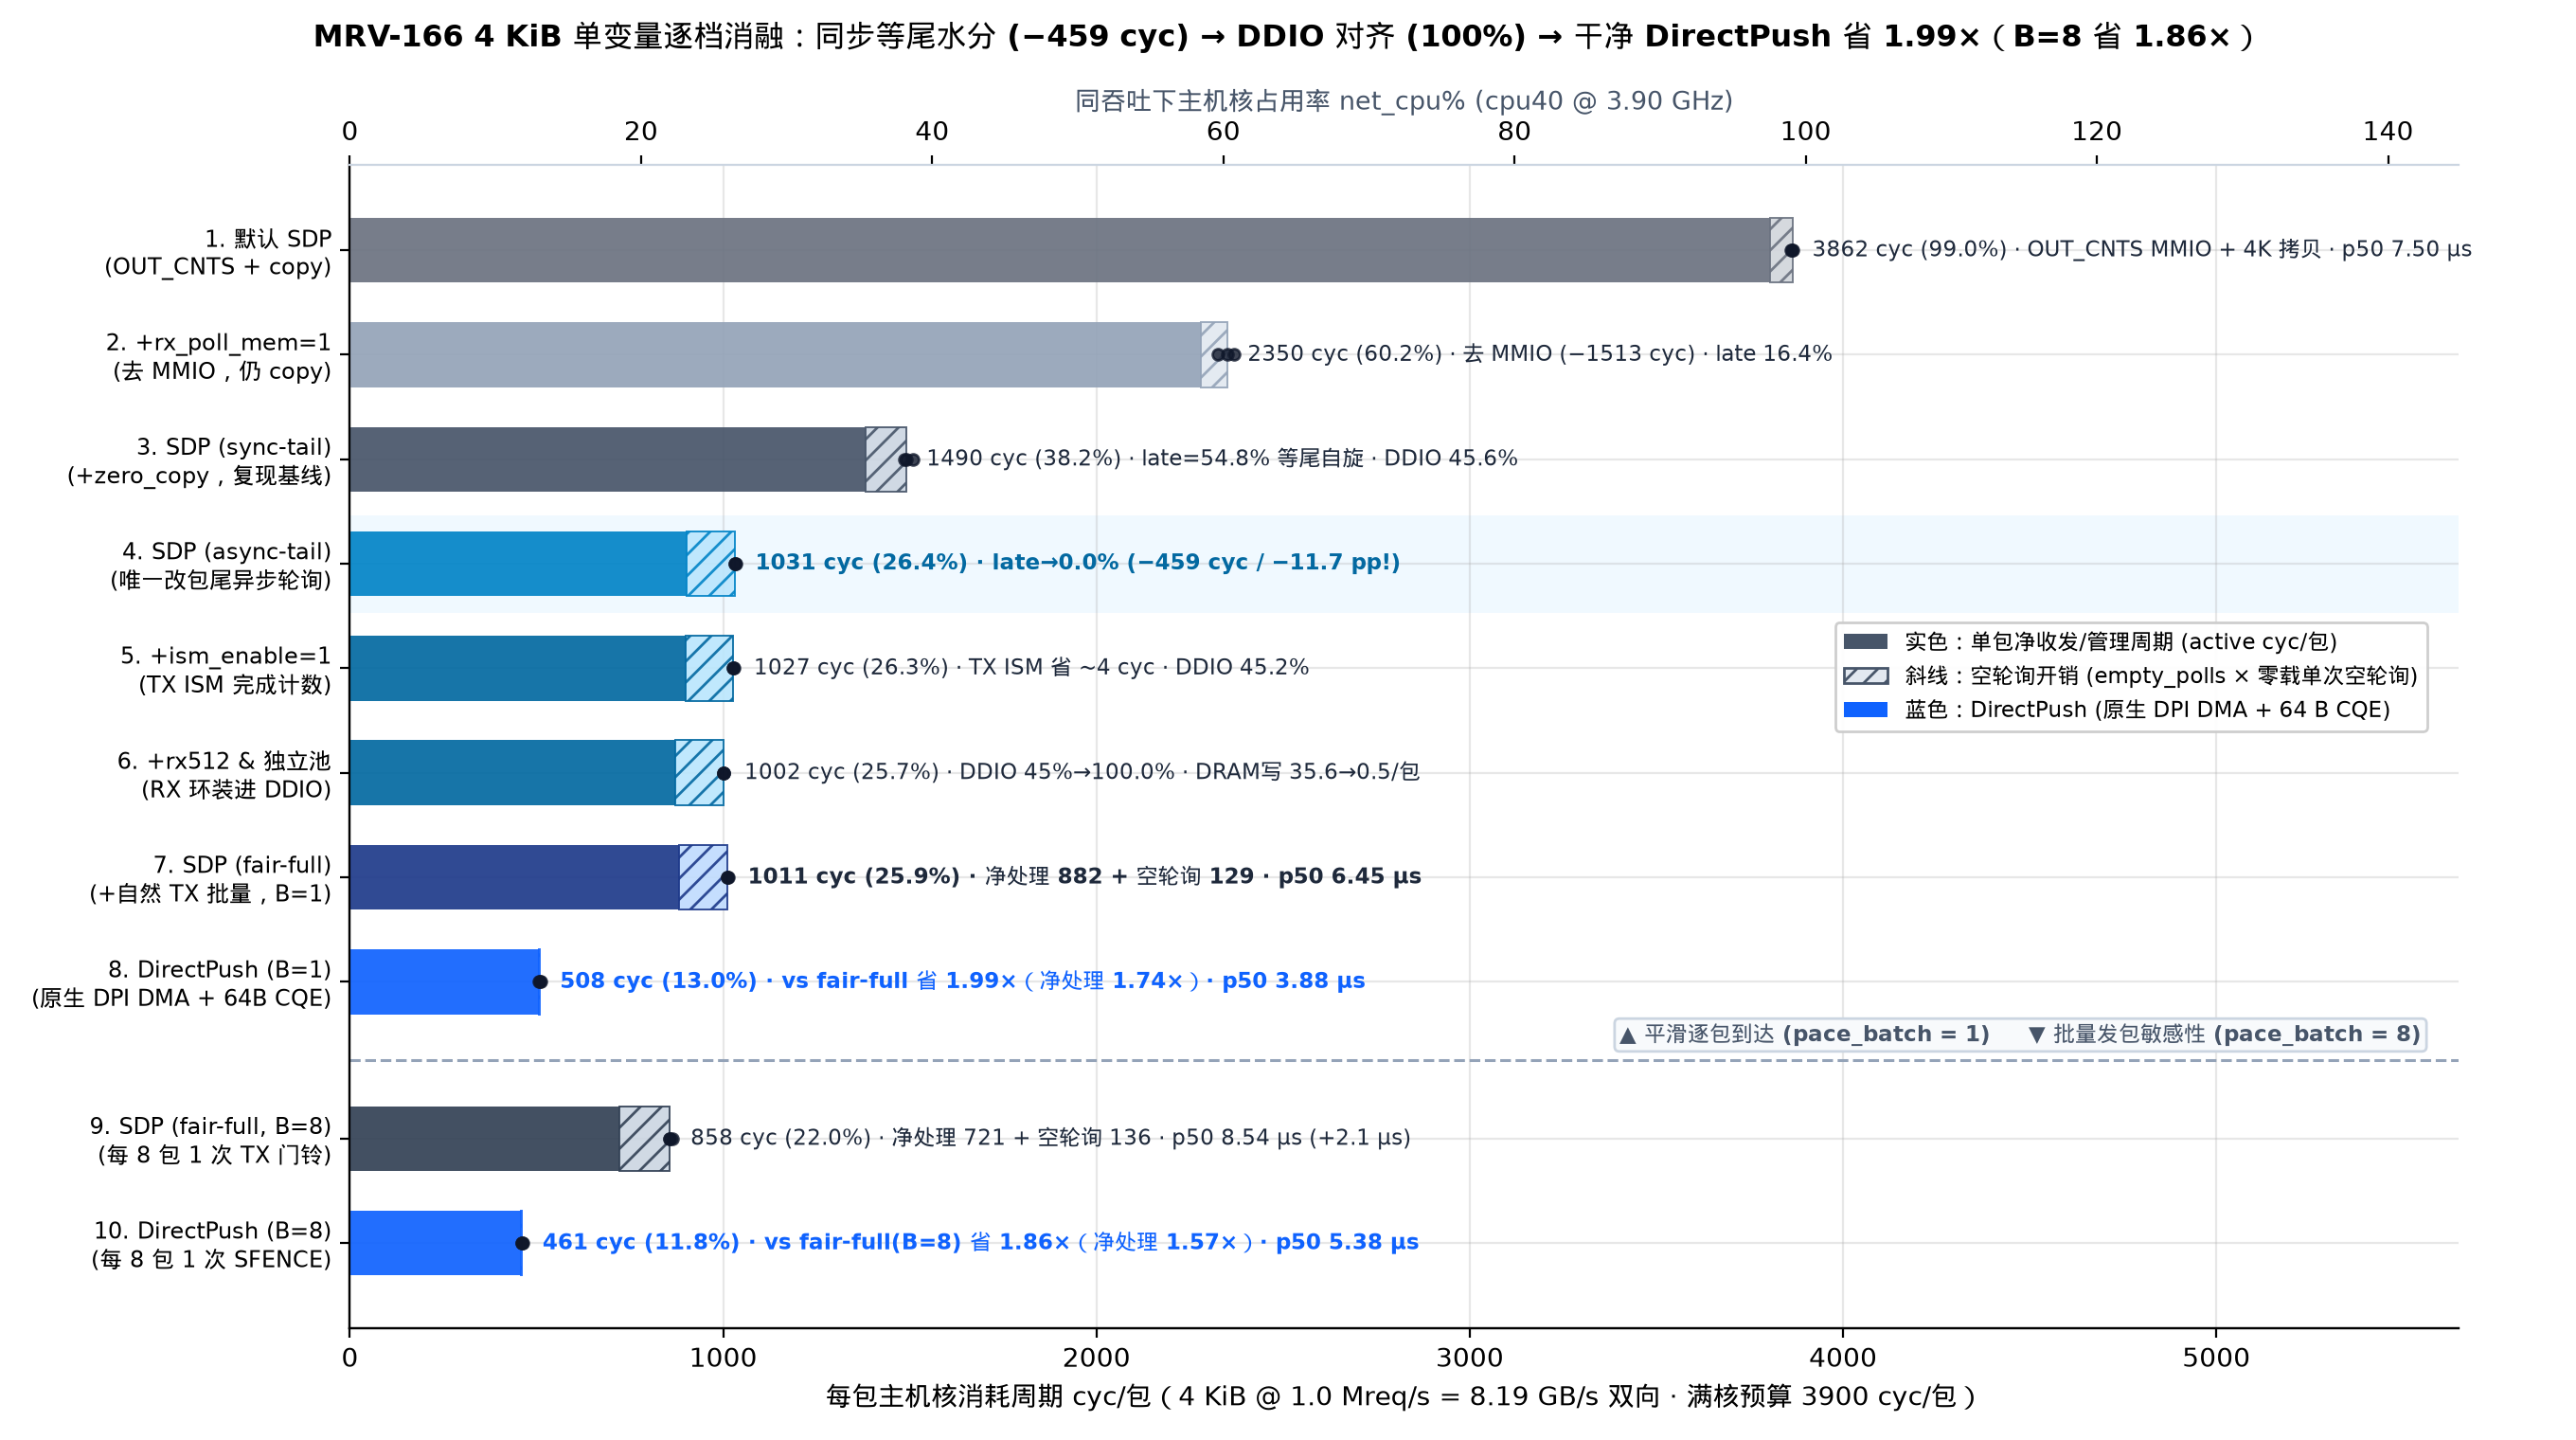 MRV-166 4 KiB 单变量逐档消融：同步等尾水分 (−459 cyc) → DDIO 对齐 (100%) → 干净 DirectPush 省 1.99×（B=8 省 1.86×）
同吞吐下主机核占用率 net_cpu% (cpu40 @ 3.90 GHz)
0 20 40 60 80 100 120 140
1. 默认 SDP
(OUT_CNTS + copy)
3862 cyc (99.0%) · OUT_CNTS MMIO + 4K 拷贝 · p50 7.50 µs
2. +rx_poll_mem=1
(去 MMIO，仍 copy)
2350 cyc (60.2%) · 去 MMIO (−1513 cyc) · late 16.4%
3. SDP (sync-tail)
(+zero_copy，复现基线)
1490 cyc (38.2%) · late=54.8% 等尾自旋 · DDIO 45.6%
4. SDP (async-tail)
(唯一改包尾异步轮询)
1031 cyc (26.4%) · late→0.0% (−459 cyc / −11.7 pp!)
5. +ism_enable=1
(TX ISM 完成计数)
1027 cyc (26.3%) · TX ISM 省 ~4 cyc · DDIO 45.2%
实色：单包净收发/管理周期 (active cyc/包)
斜线：空轮询开销 (empty_polls × 零载单次空轮询)
蓝色：DirectPush (原生 DPI DMA + 64 B CQE)
6. +rx512 & 独立池
(RX 环装进 DDIO)
1002 cyc (25.7%) · DDIO 45%→100.0% · DRAM写 35.6→0.5/包
7. SDP (fair-full)
(+自然 TX 批量，B=1)
1011 cyc (25.9%) · 净处理 882 + 空轮询 129 · p50 6.45 µs
8. DirectPush (B=1)
(原生 DPI DMA + 64B CQE)
508 cyc (13.0%) · vs fair-full 省 1.99×（净处理 1.74×）· p50 3.88 µs
▲ 平滑逐包到达 (pace_batch = 1) ▼ 批量发包敏感性 (pace_batch = 8)
9. SDP (fair-full, B=8)
(每 8 包 1 次 TX 门铃)
858 cyc (22.0%) · 净处理 721 + 空轮询 136 · p50 8.54 µs (+2.1 µs)
10. DirectPush (B=8)
(每 8 包 1 次 SFENCE)
461 cyc (11.8%) · vs fair-full(B=8) 省 1.86×（净处理 1.57×）· p50 5.38 µs
0 1000 2000 3000 4000 5000
每包主机核消耗周期 cyc/包（4 KiB @ 1.0 Mreq/s = 8.19 GB/s 双向 · 满核预算 3900 cyc/包）